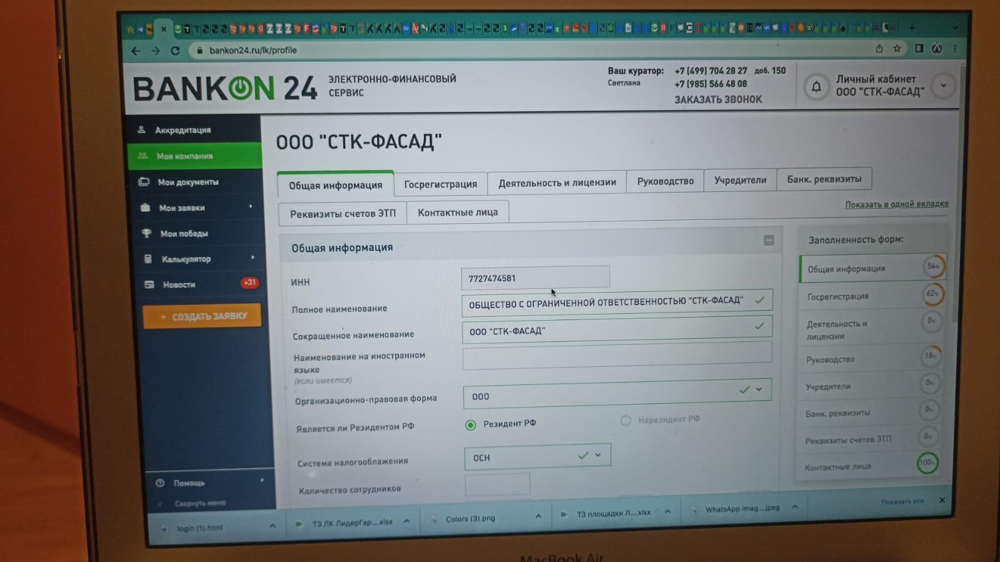 bankon24.ru/lk/profile
BANKON 24
ЭЛЕКТРОННО-ФИНАНСОВЫЙ
СЕРВИС
Ваш куратор:
Светлана
+7 (499) 704 28 27 доб. 150
+7 (985) 566 48 08
ЗАКАЗАТЬ ЗВОНОК
Личный кабинет
ООО "СТК-ФАСАД"
Аккредитация
Моя компания
Мои документы
Мои заявки
Мои победы
Калькулятор
Новости +31
+ СОЗДАТЬ ЗАЯВКУ
Помощь
Свернуть меню
ООО "СТК-ФАСАД"
Общая информация Госрегистрация Деятельность и лицензии Руководство Учредители Банк. реквизиты
Реквизиты счетов ЭТП Контактные лица
Показать в одной вкладке
Общая информация
ИНН 7727474581
Полное наименование ОБЩЕСТВО С ОГРАНИЧЕННОЙ ОТВЕТСТВЕННОСТЬЮ "СТК-ФАСАД"
Сокращенное наименование ООО "СТК-ФАСАД"
Наименование на иностранном
языке
(если имеется)
Организационно-правовая форма ООО
Является ли Резидентом РФ Резидент РФ Нерезидент РФ
Система налогообложения ОСН
Количество сотрудников
Заполненность форм:
Общая информация 54%
Госрегистрация 62%
Деятельность и
лицензии 0%
Руководство 18%
Учредители 0%
Банк. реквизиты 0%
Реквизиты счетов ЭТП 0%
Контактные лица 100%
login (1).html
ТЗ ЛК ЛидерГар....xlsx
Colors (3).png
ТЗ площадки Л....xlsx
WhatsApp Imag....jpeg
Показать все
MacBook Air